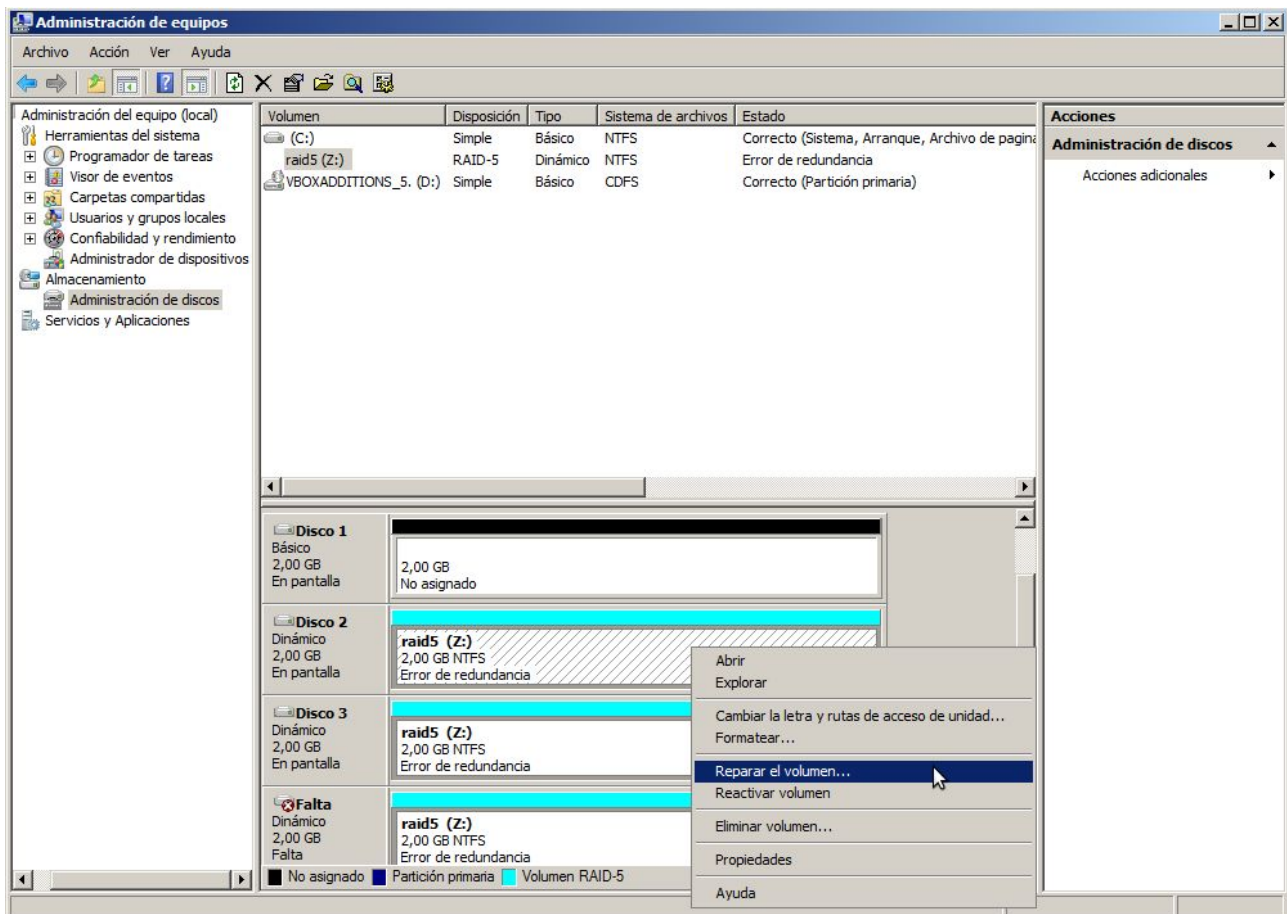 Administración de equipos
Archivo Acción Ver Ayuda
Administración del equipo (local)
Herramientas del sistema
Programador de tareas
Visor de eventos
Carpetas compartidas
Usuarios y grupos locales
Confiabilidad y rendimiento
Administrador de dispositivos
Almacenamiento
Administración de discos
Servicios y Aplicaciones
Volumen Disposición Tipo Sistema de archivos Estado
(C:) Simple Básico NTFS Correcto (Sistema, Arranque, Archivo de pagina
raid5 (Z:) RAID-5 Dinámico NTFS Error de redundancia
VBOXADDITIONS_5. (D:) Simple Básico CDFS Correcto (Partición primaria)
Disco 1
Básico
2,00 GB
En pantalla
2,00 GB
No asignado
Disco 2
Dinámico
2,00 GB
En pantalla
raid5 (Z:)
2,00 GB NTFS
Error de redundancia
Disco 3
Dinámico
2,00 GB
En pantalla
raid5 (Z:)
2,00 GB NTFS
Error de redundancia
Falta
Dinámico
2,00 GB
Falta
raid5 (Z:)
2,00 GB NTFS
Error de redundancia
No asignado Partición primaria Volumen RAID-5
Abrir
Explorar
Cambiar la letra y rutas de acceso de unidad...
Formatear...
Reparar el volumen...
Reactivar volumen
Eliminar volumen...
Propiedades
Ayuda
Acciones
Administración de discos
Acciones adicionales